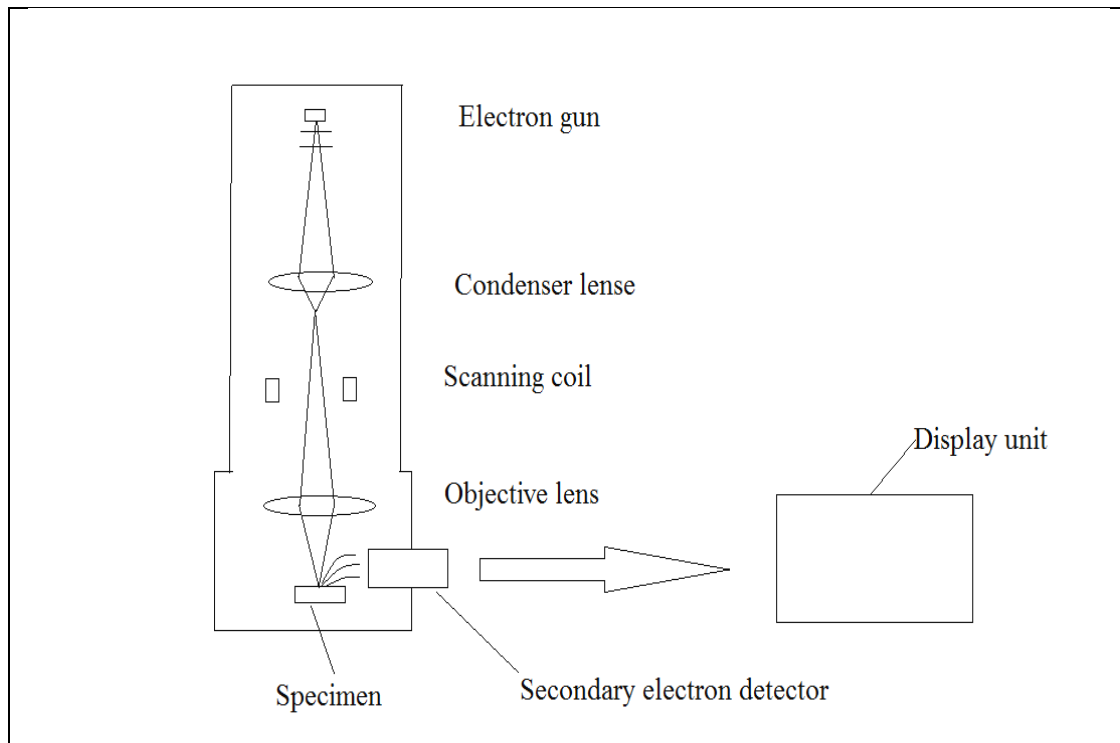 Electron gun
Condenser lense
Scanning coil
Display unit
Objective lens
Specimen
Secondary electron detector